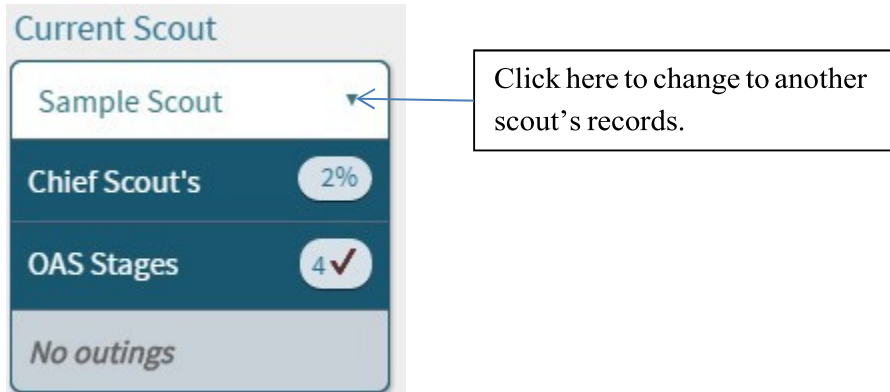 Current Scout
Sample Scout
Click here to change to another
scout's records.
Chief Scout's 2%
OAS Stages 4
No outings